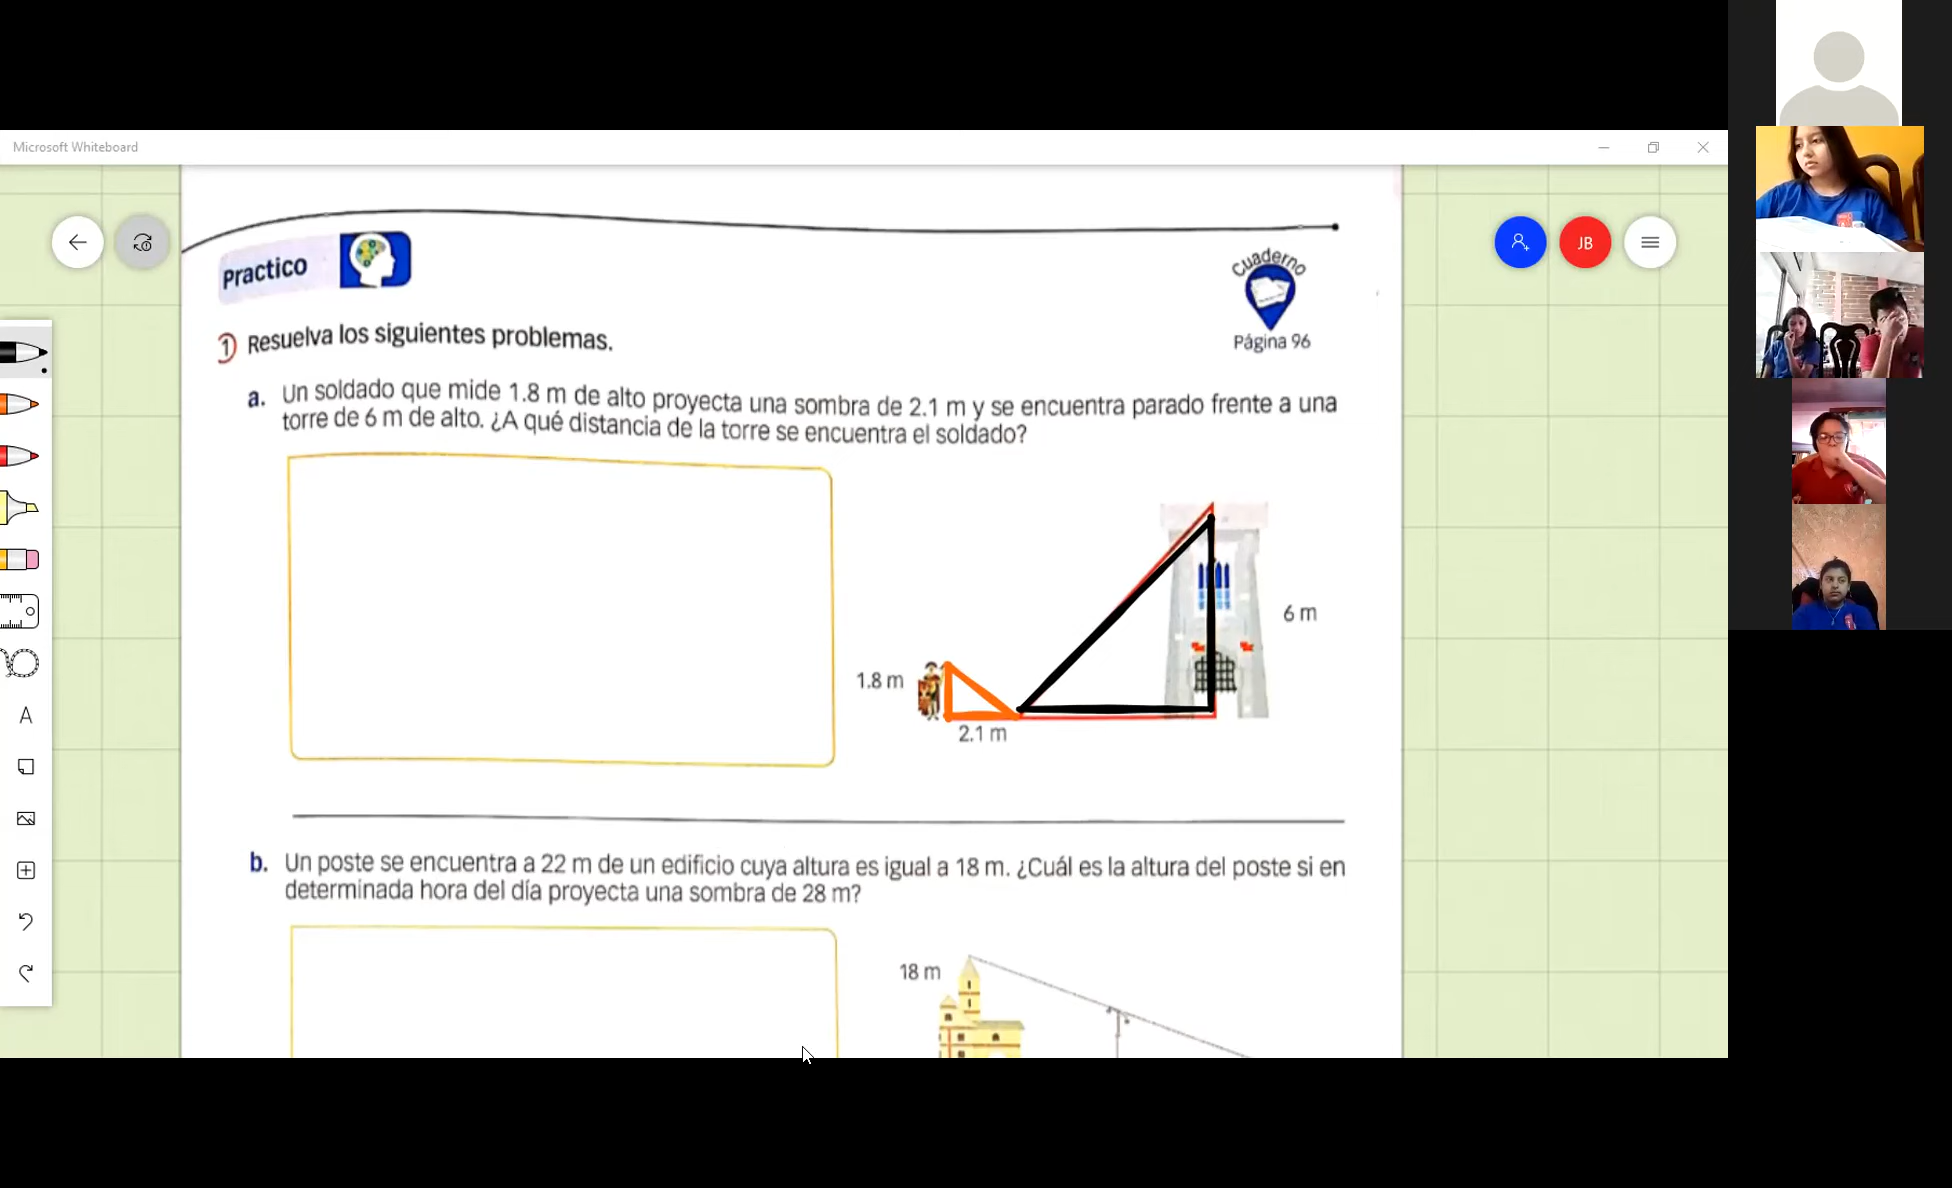 Microsoft Whiteboard
JB
Practico
Cuaderno
Página 96
1 Resuelva los siguientes problemas.
a. Un soldado que mide 1.8 m de alto proyecta una sombra de 2.1 m y se encuentra parado frente a una
torre de 6 m de alto. ¿A qué distancia de la torre se encuentra el soldado?
6 m
1.8 m
2.1 m
A
b. Un poste se encuentra a 22 m de un edificio cuya altura es igual a 18 m. ¿Cuál es la altura del poste si en
determinada hora del día proyecta una sombra de 28 m?
18 m